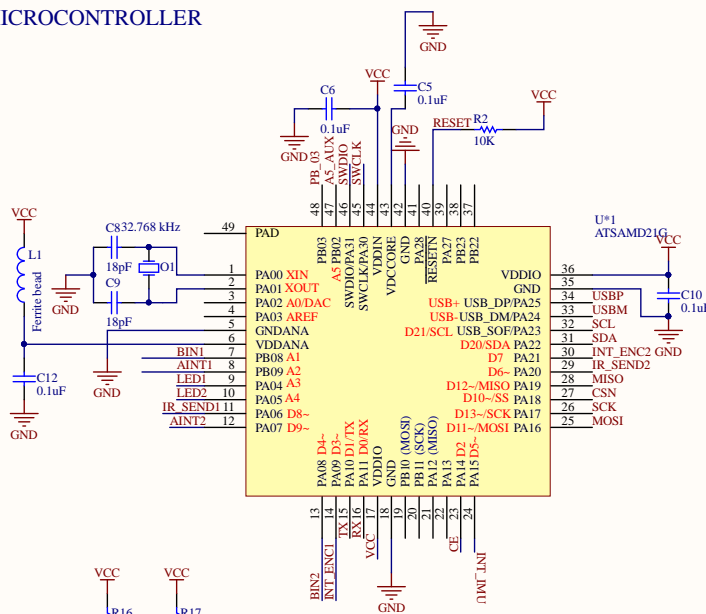 ICROCONTROLLER
GND
VCC
C6
0.1uF
C5
0.1uF
VCC
RESET
R2
10K
GND
GND
PB_03
A5_AUX
SWDIO
SWCLK
48
47
46
45
44
43
42
41
40
39
38
37
PB03
PB02
A5
SWDIO/PA31
SWCLK/PA30
VDDIN
VDCCORE
GND
PA28
RESETN
PA27
PB23
PB22
U*1
ATSAMD21G
49 PAD
VCC
L1
Ferrite bead
C8 32.768 kHz
18pF
O1
C9
18pF
GND
1 PA00 XIN
2 PA01 XOUT
3 PA02 A0/DAC
4 PA03 AREF
5 GNDANA
6 VDDANA
BIN1 7 PB08 A1
AINT1 8 PB09 A2
LED1 9 PA04 A3
LED2 10 PA05 A4
IR_SEND1 11 PA06 D8~
AINT2 12 PA07 D9~
C12
0.1uF
GND
GND
VCC
VDDIO 36
GND 35
USB+ USB_DP/PA25 34 USBP
USB- USB_DM/PA24 33 USBM
D21/SCL USB_SOF/PA23 32 SCL
D20/SDA PA22 31 SDA
D7 PA21 30 INT_ENC2
D6~ PA20 29 IR_SEND2
D12~/MISO PA19 28 MISO
D10~/SS PA18 27 CSN
D13~/SCK PA17 26 SCK
D11~/MOSI PA16 25 MOSI
C10
0.1uF
GND
PA08 D4~
PA09 D3~
PA10 D1/TX
PA11 D0/RX
VDDIO
GND
PB10 (MOSI)
PB11 (SCK)
PA12 (MISO)
PA13
PA14 D2
PA15 D5~
13
14
15
16
17
18
19
20
21
22
23
24
BIN2
INT_ENC1
TX
RX
VCC
GND
CE
INT_IMU
VCC
VCC
R16
R17